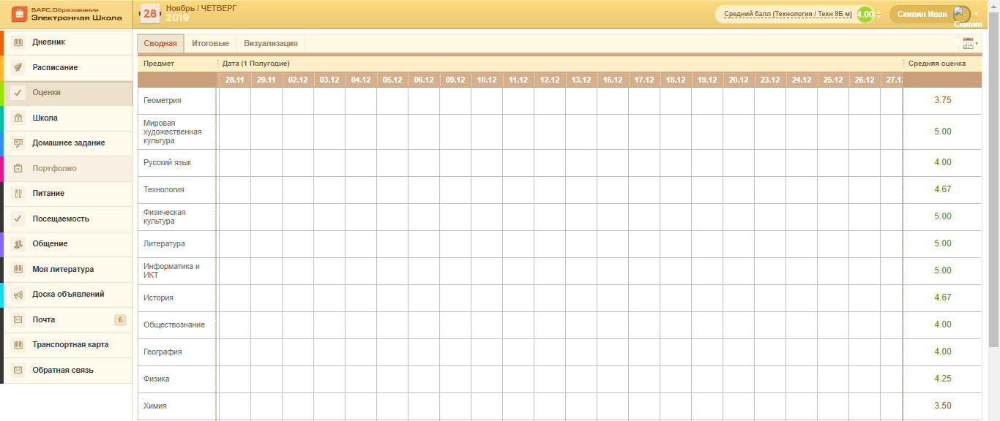 БАРС.Образование
Электронная Школа
28
Ноябрь / ЧЕТВЕРГ
2019
Средний балл (Технология / Техн 9Б м)
4.00
Скипин Иван
Скипин
Дневник
Расписание
Оценки
Школа
Домашнее задание
Портфолио
Питание
Посещаемость
Общение
Моя литература
Доска объявлений
Почта
6
Транспортная карта
Обратная связь
Сводная Итоговые Визуализация
Предмет Дата (1 Полугодие) Средняя оценка
28.11 29.11 02.12 03.12 04.12 05.12 06.12 09.12 10.12 11.12 12.12 13.12 16.12 17.12 18.12 19.12 20.12 23.12 24.12 25.12 26.12 27.12
Геометрия 3.75
Мировая
художественная
культура
5.00
Русский язык 4.00
Технология 4.67
Физическая
культура
5.00
Литература 5.00
Информатика и
ИКТ
5.00
История 4.67
Обществознание 4.00
География 4.00
Физика 4.25
Химия 3.50